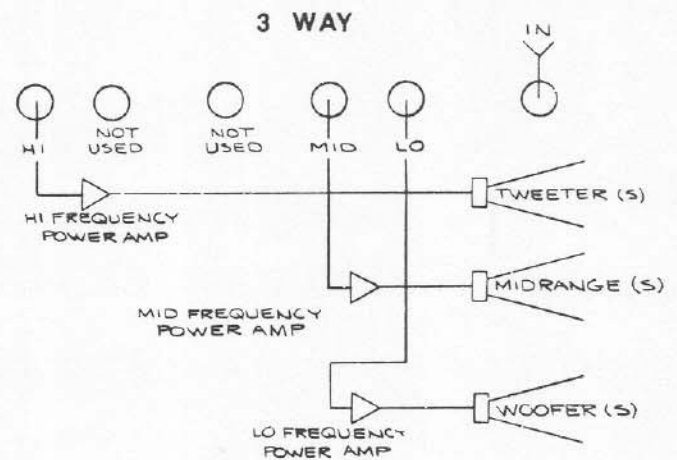 3 WAY
IN
HI
NOT
USED
NOT
USED
MID
LO
TWEETER (S)
HI FREQUENCY
POWER AMP
MIDRANGE (S)
MID FREQUENCY
POWER AMP
WOOFER (S)
LO FREQUENCY
POWER AMP